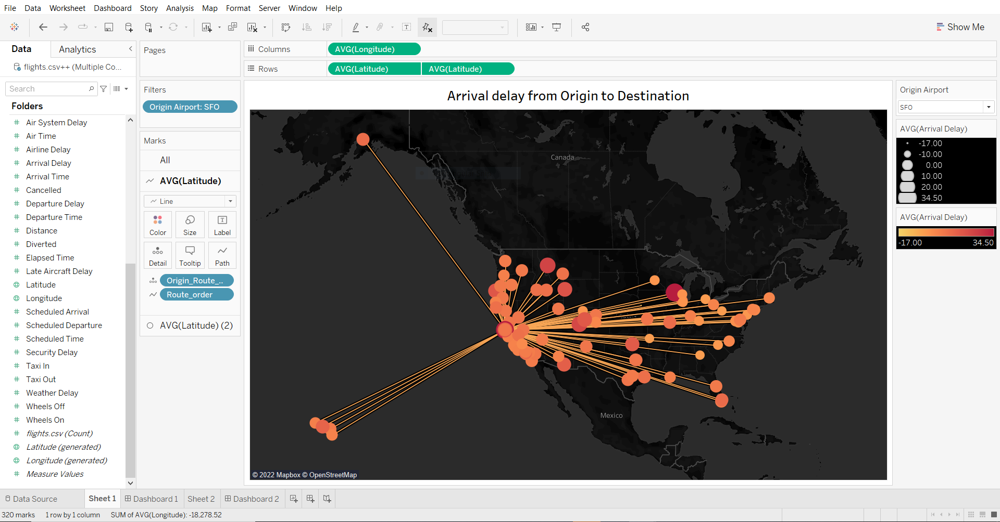 File Data Worksheet Dashboard Story Analysis Map Format Server Window Help
Show Me
Data Analytics
flights.csv++ (Multiple Co...
Search
Folders
Air System Delay
Air Time
Airline Delay
Arrival Delay
Arrival Time
Cancelled
Departure Delay
Departure Time
Distance
Diverted
Elapsed Time
Late Aircraft Delay
Latitude
Longitude
Scheduled Arrival
Scheduled Departure
Scheduled Time
Security Delay
Taxi In
Taxi Out
Weather Delay
Wheels Off
Wheels On
flights.csv (Count)
Latitude (generated)
Longitude (generated)
Measure Values
Pages
Filters
Origin Airport: SFO
Marks
All
AVG(Latitude)
Line
Color Size Label
Detail Tooltip Path
Origin_Route_..
Route_order
AVG(Latitude) (2)
Columns AVG(Longitude)
Rows AVG(Latitude) AVG(Latitude)
Arrival delay from Origin to Destination
Canada
Mexico
© 2022 Mapbox © OpenStreetMap
Origin Airport
SFO
AVG(Arrival Delay)
-17.00
-10.00
0.00
10.00
20.00
34.50
AVG(Arrival Delay)
-17.00 34.50
Data Source Sheet 1 Dashboard 1 Sheet 2 Dashboard 2
320 marks 1 row by 1 column SUM of AVG(Longitude): -18,278.52